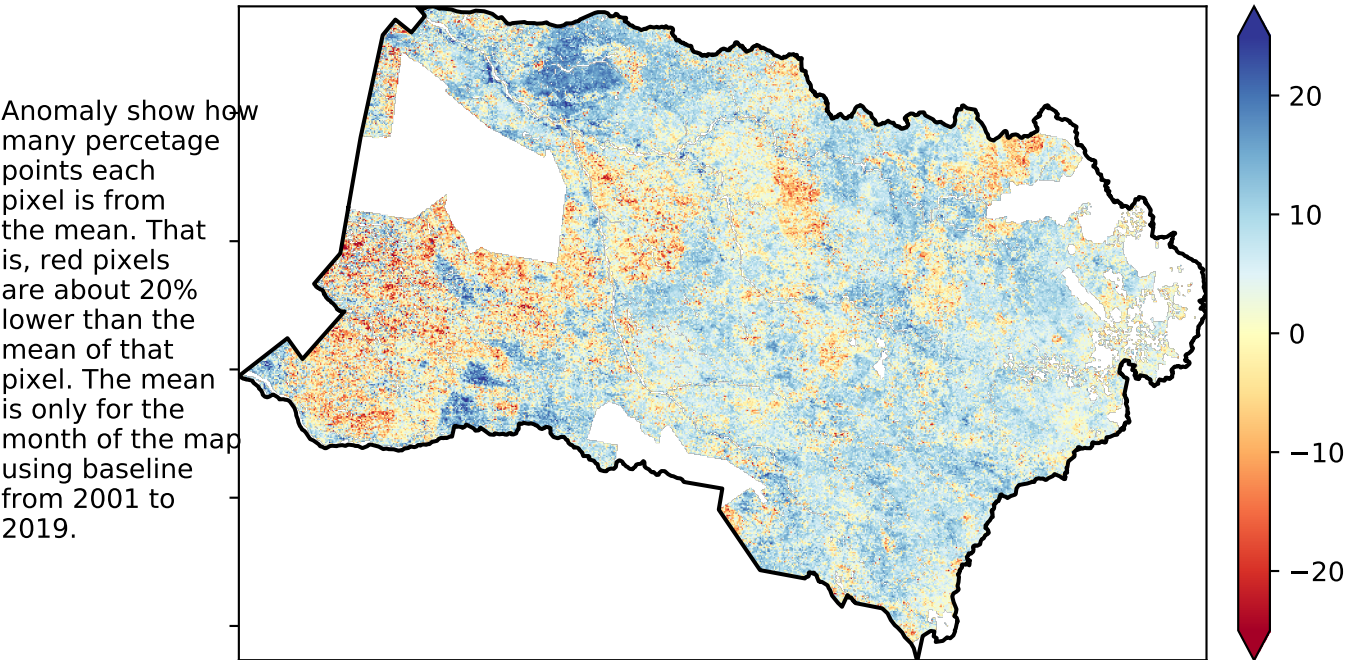 Anomaly show how
many percetage
points each
pixel is from
the mean. That
is, red pixels
are about 20%
lower than the
mean of that
pixel. The mean
is only for the
month of the map
using baseline
from 2001 to
2019.
20
10
0
−10
−20